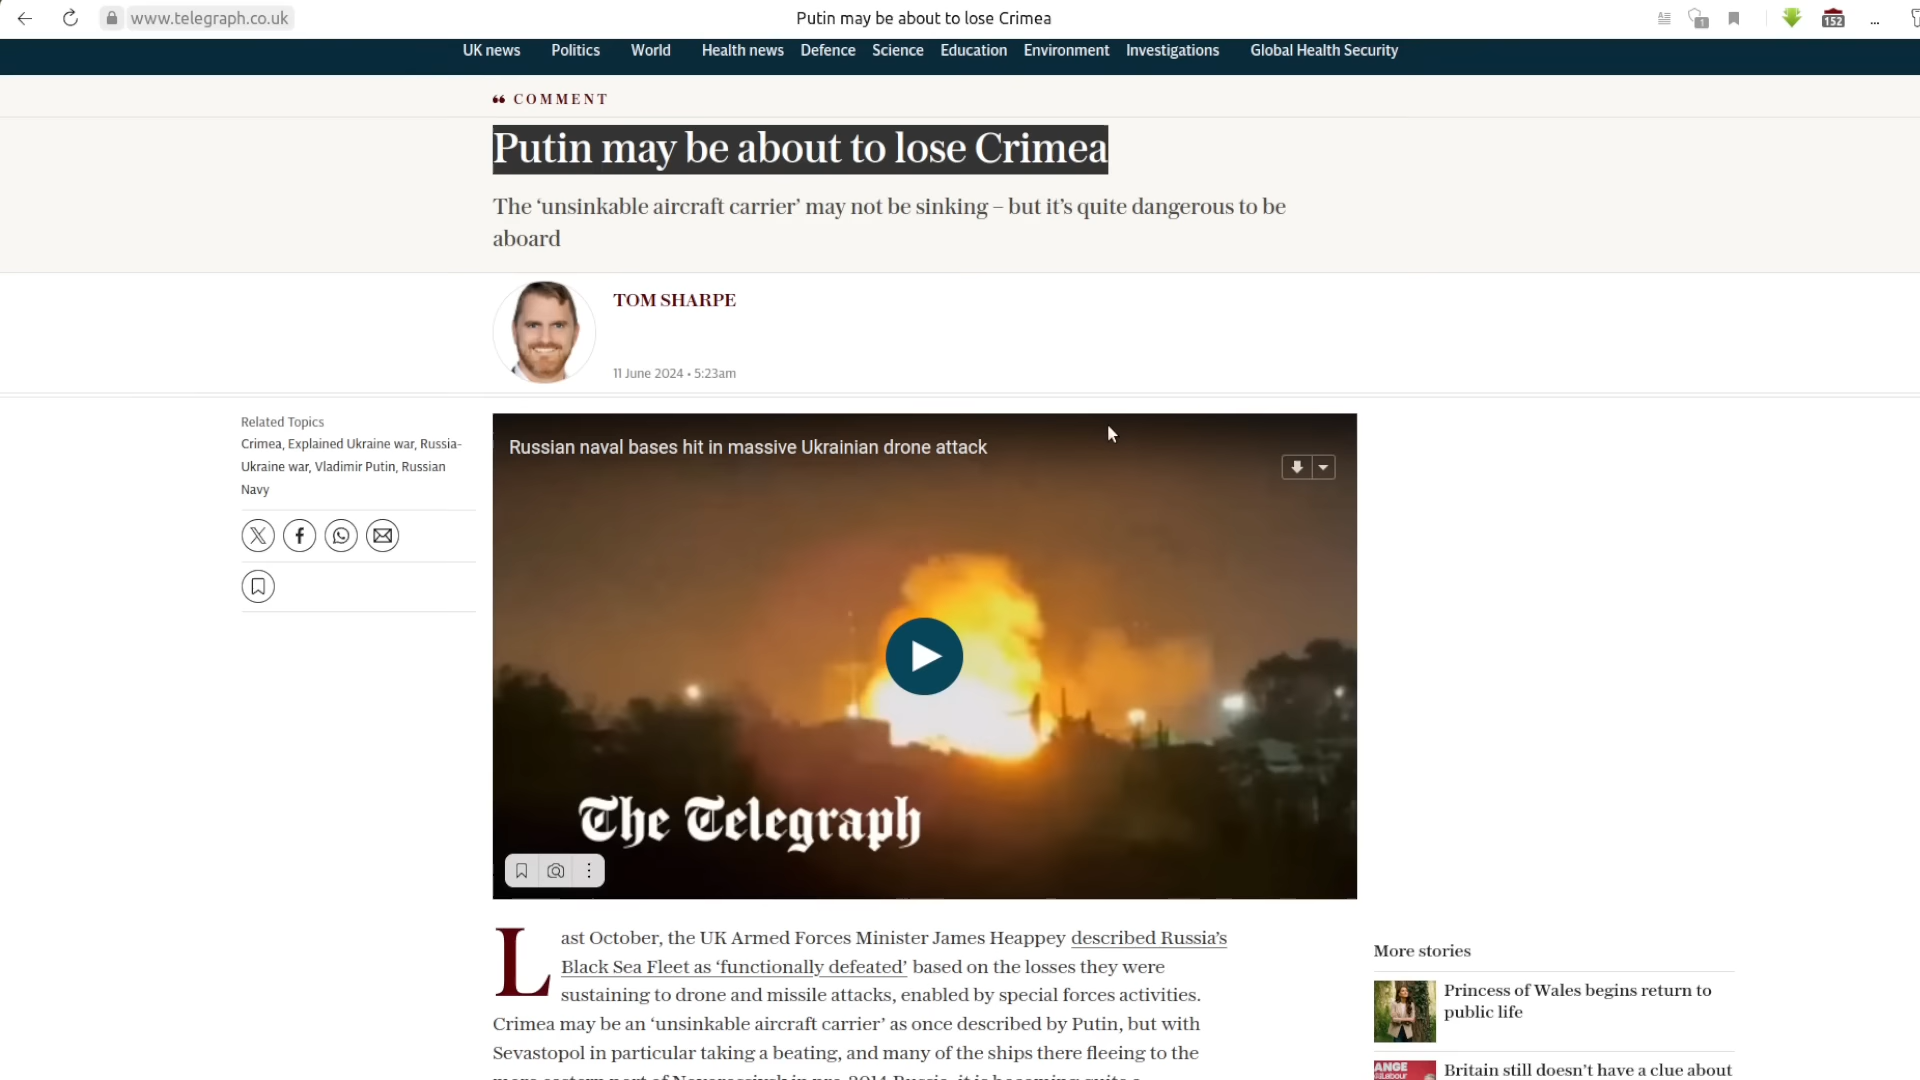 www.telegraph.co.uk
Putin may be about to lose Crimea
1
152
...
UK news Politics World Health news Defence Science Education Environment Investigations Global Health Security
COMMENT
Putin may be about to lose Crimea
The ‘unsinkable aircraft carrier’ may not be sinking – but it’s quite dangerous to be
aboard
TOM SHARPE
11 June 2024 • 5:23am
Related Topics
Crimea, Explained Ukraine war, Russia-
Ukraine war, Vladimir Putin, Russian
Navy
Russian naval bases hit in massive Ukrainian drone attack
The Telegraph
Last October, the UK Armed Forces Minister James Heappey described Russia’s
Black Sea Fleet as ‘functionally defeated’ based on the losses they were
sustaining to drone and missile attacks, enabled by special forces activities.
Crimea may be an ‘unsinkable aircraft carrier’ as once described by Putin, but with
Sevastopol in particular taking a beating, and many of the ships there fleeing to the
More stories
Princess of Wales begins return to
public life
Britain still doesn’t have a clue about